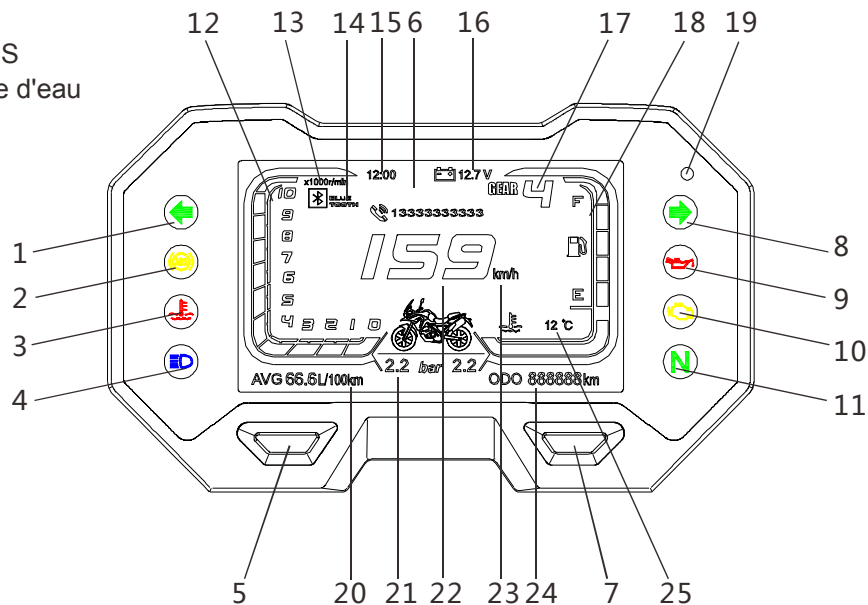 12 13 14 15 6 16 17 18 19
S
e d'eau
x1000r/min
12:00
12.7 V
GEAR 4
BLUE
TOOTH
13333333333
10
9
8
7
6
5
4 3 2 1 0
159 km/h
F
E
12 ℃
2.2 bar 2.2
AVG 66.6L/100km
ODO 888888km
ABS
N
1
2
3
4
8
9
10
11
5 20 21 22 23 24 7 25